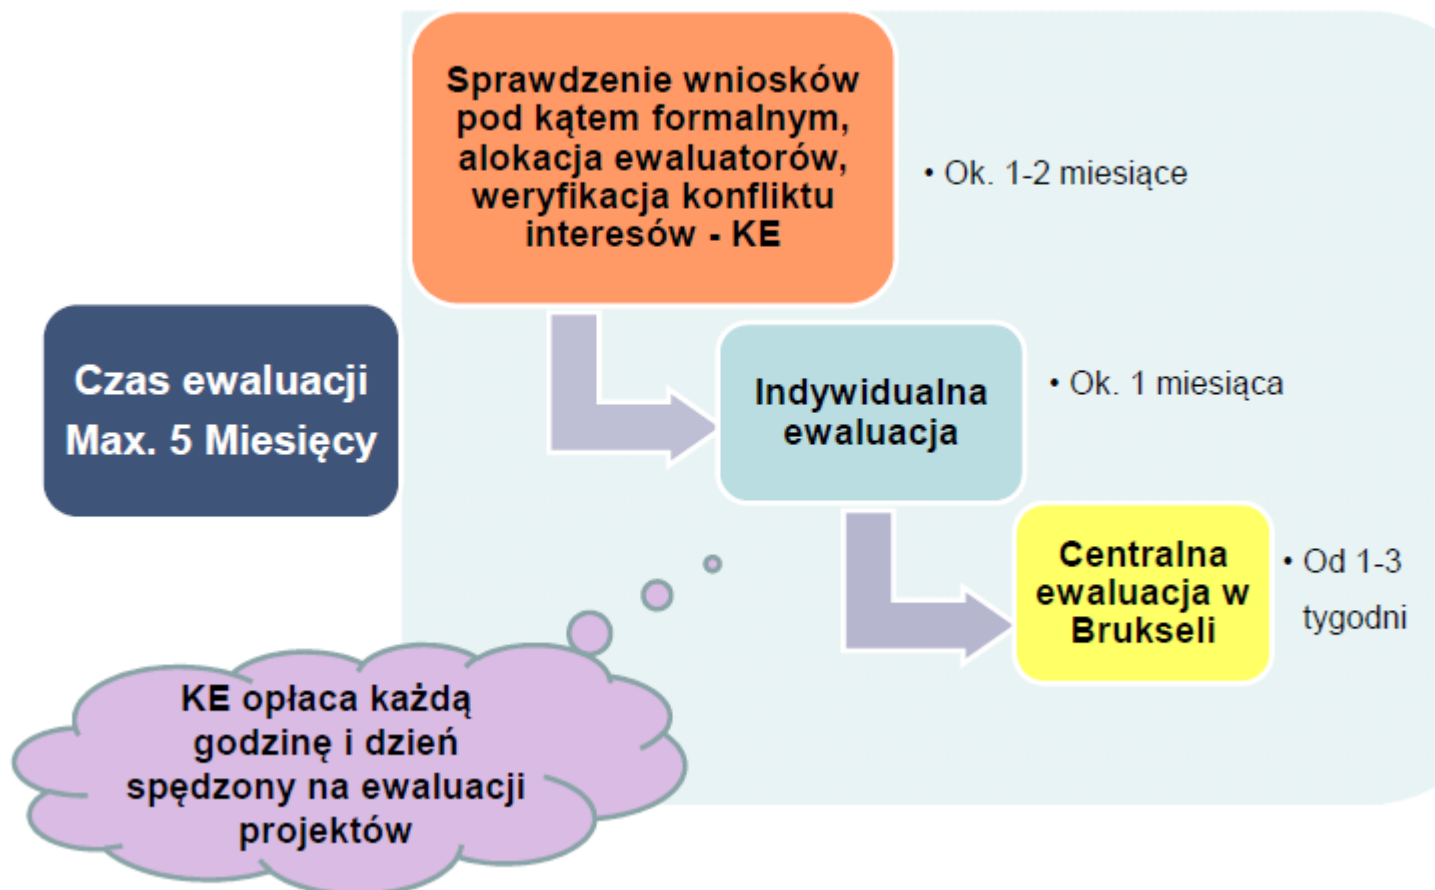 Sprawdzenie wniosków
pod kątem formalnym,
alokacja ewaluatorów,
weryfikacja konfliktu
interesów - KE
• Ok. 1-2 miesiące
Czas ewaluacji
Max. 5 Miesięcy
Indywidualna
ewaluacja
• Ok. 1 miesiąca
Centralna
ewaluacja w
Brukseli
• Od 1-3
tygodni
KE opłaca każdą
godzinę i dzień
spędzony na ewaluacji
projektów